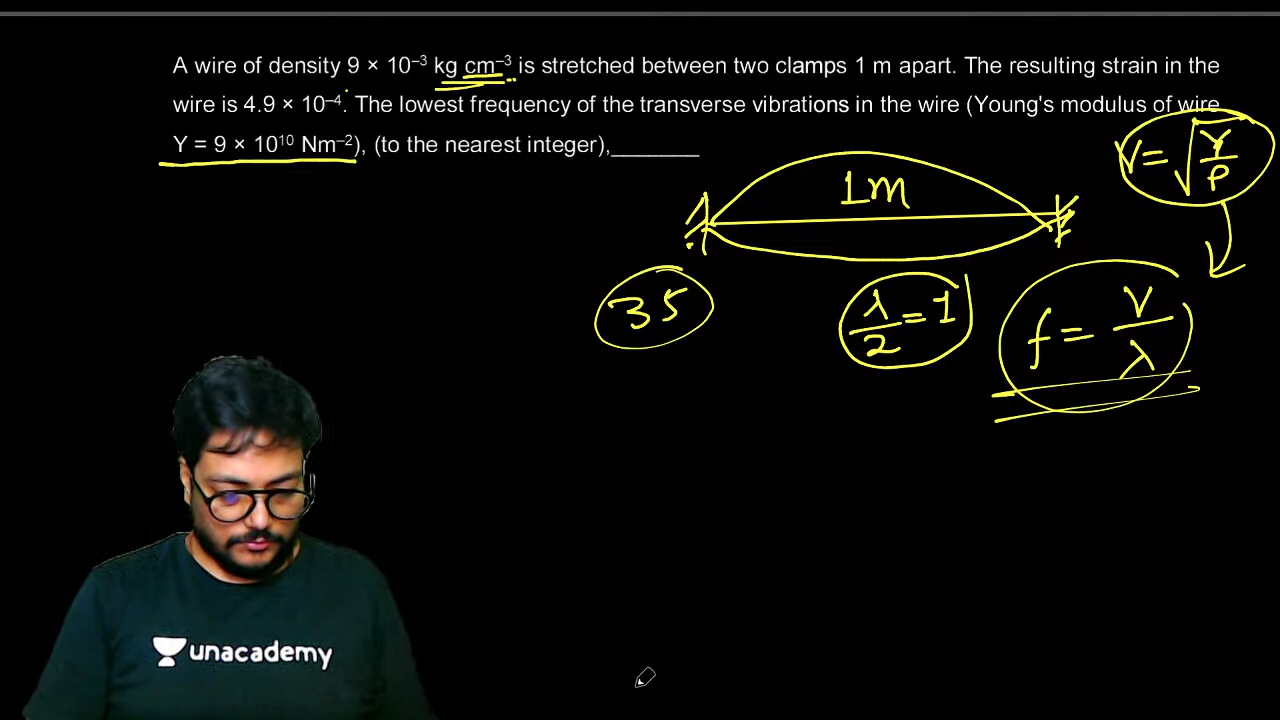 A wire of density 9 × 10⁻³ kg cm⁻³ is stretched between two clamps 1 m apart. The resulting strain in the
wire is 4.9 × 10⁻⁴. The lowest frequency of the transverse vibrations in the wire (Young's modulus of wire
Y = 9 × 10¹⁰ Nm⁻²), (to the nearest integer),_______
V = √(Y/ρ)
1m
35
λ/2 = 1
f = V/λ
unacademy